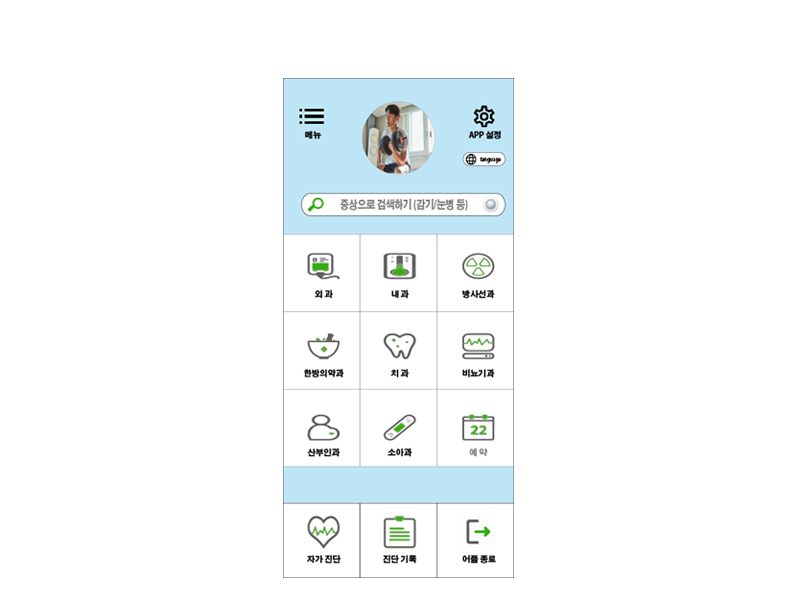 메뉴
APP 설정
language
증상으로 검색하기 (감기/눈병 등)
외 과
내 과
방사선과
한방의약과
치 과
비뇨기과
산부인과
소아과
22
예 약
자가 진단
진단 기록
어플 종료